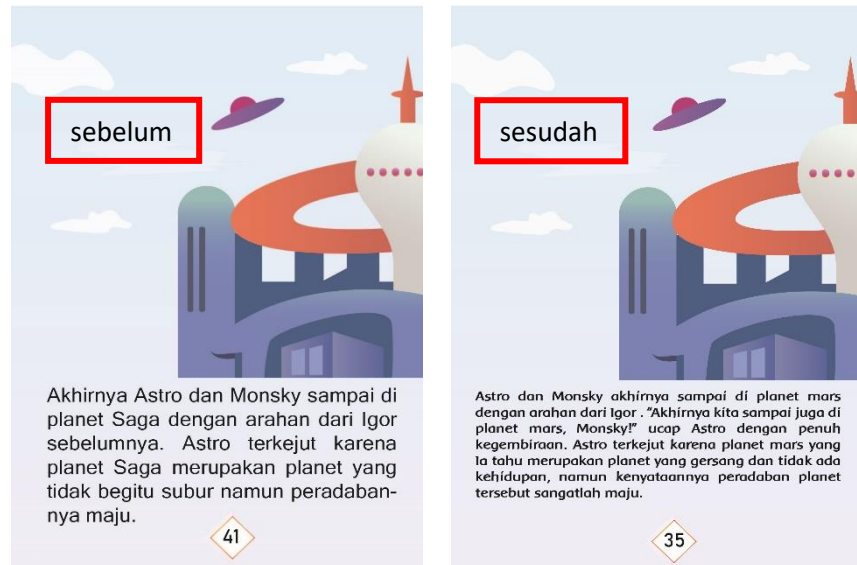 sebelum
Akhirnya Astro dan Monsky sampai di
planet Saga dengan arahan dari Igor
sebelumnya. Astro terkejut karena
planet Saga merupakan planet yang
tidak begitu subur namun peradaban-
nya maju.
41
sesudah
Astro dan Monsky akhirnya sampai di planet mars
dengan arahan dari Igor . "Akhirnya kita sampai juga di
planet mars, Monsky!" ucap Astro dengan penuh
kegembiraan. Astro terkejut karena planet mars yang
Ia tahu merupakan planet yang gersang dan tidak ada
kehidupan, namun kenyataannya peradaban planet
tersebut sangatlah maju.
35